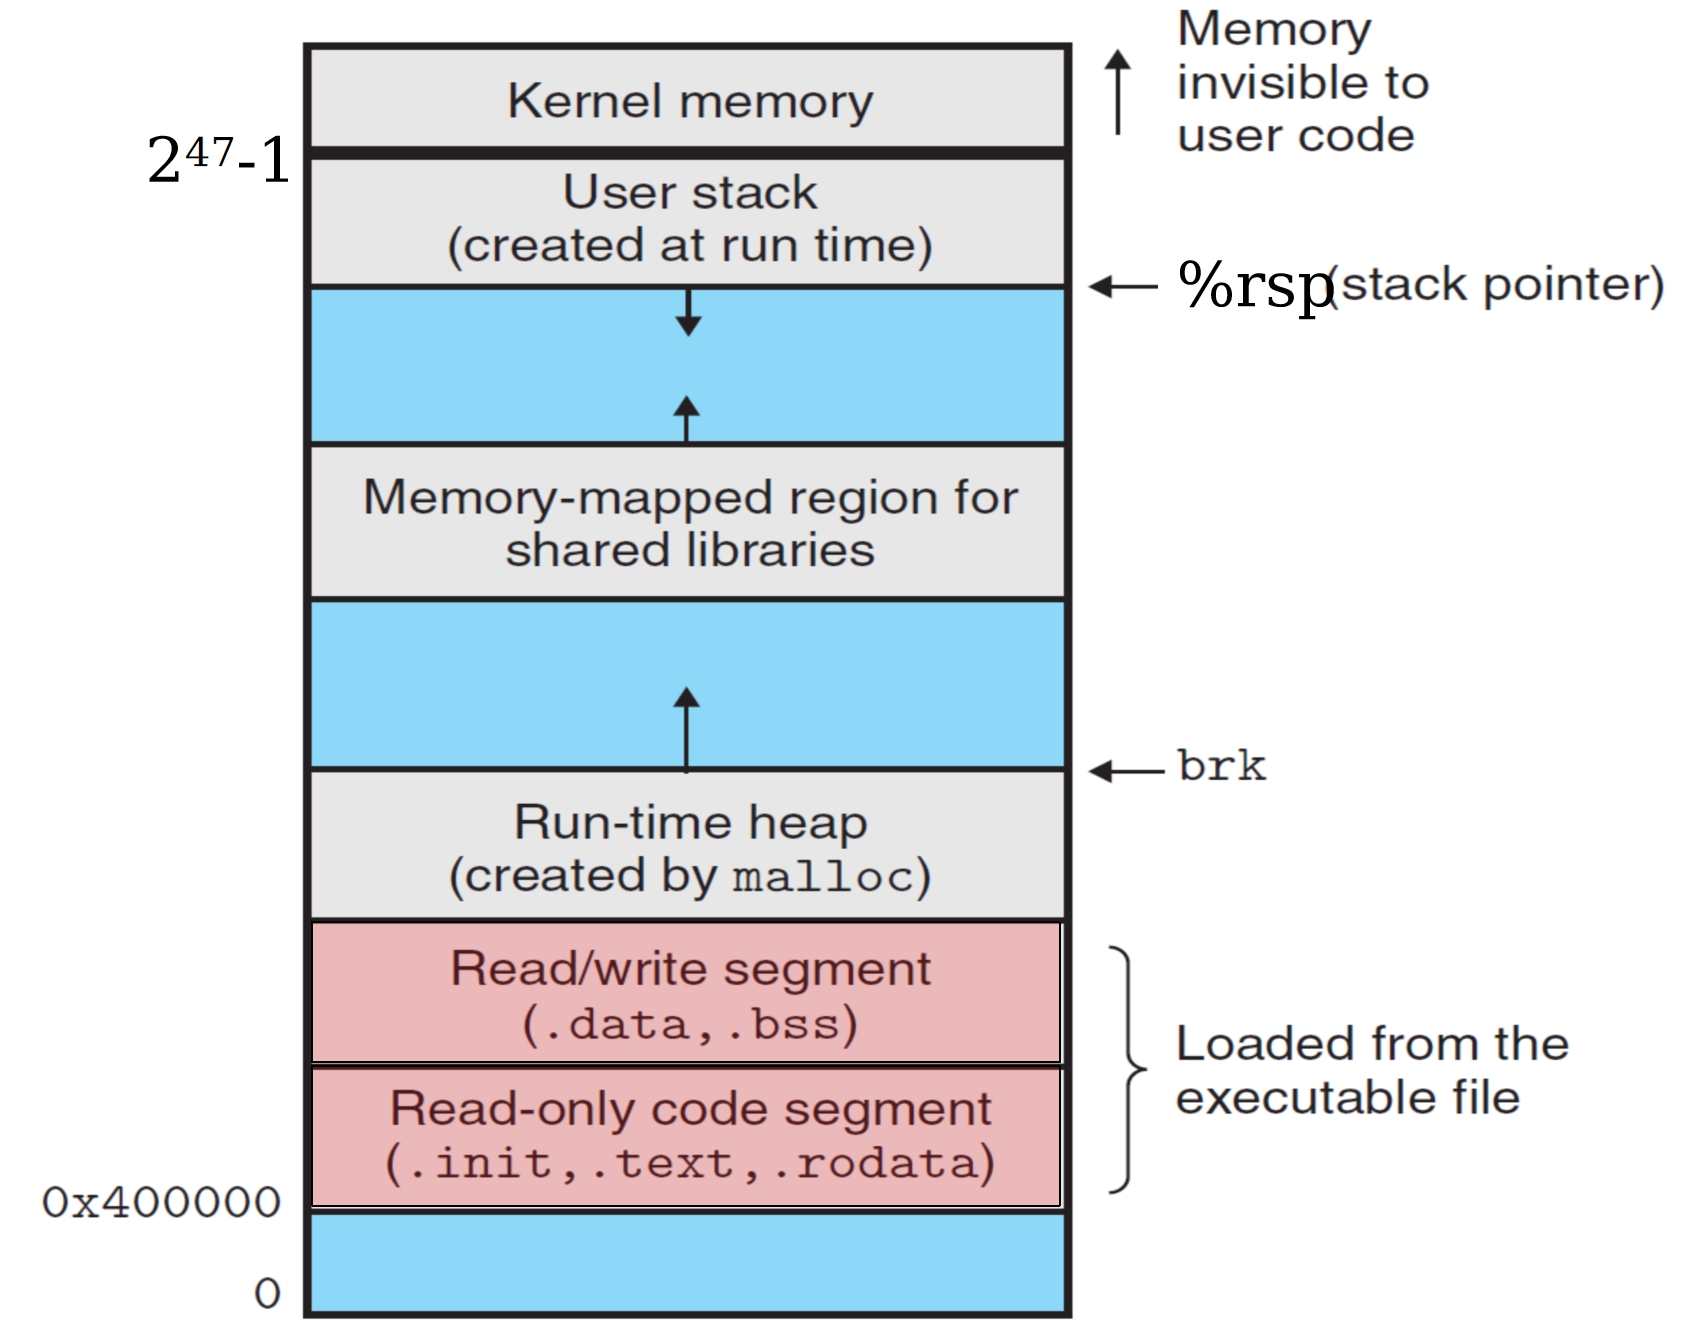 Memory
invisible to
user code
Kernel memory
2⁴⁷-1
User stack
(created at run time)
%rsp(stack pointer)
Memory-mapped region for
shared libraries
brk
Run-time heap
(created by malloc)
Read/write segment
(.data,.bss)
Loaded from the
executable file
Read-only code segment
(.init,.text,.rodata)
0x400000
0